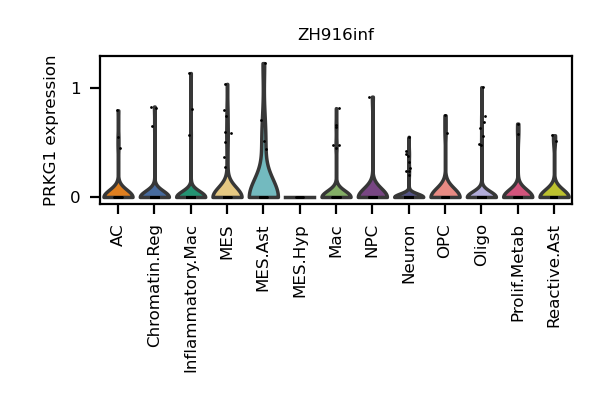 ZH916inf
PRKG1 expression
1
0
AC
Chromatin.Reg
Inflammatory.Mac
MES
MES.Ast
MES.Hyp
Mac
NPC
Neuron
OPC
Oligo
Prolif.Metab
Reactive.Ast